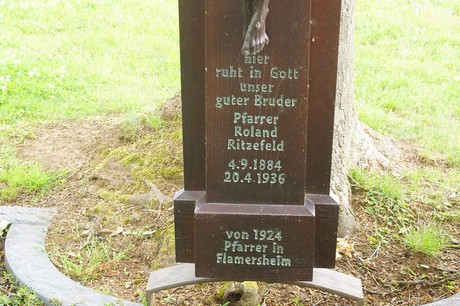 hier
ruht in Gott
unser
guter Bruder
Pfarrer
Roland
Ritzefeld
4.9.1884
20.4.1936
von 1924
Pfarrer in
Flamersheim